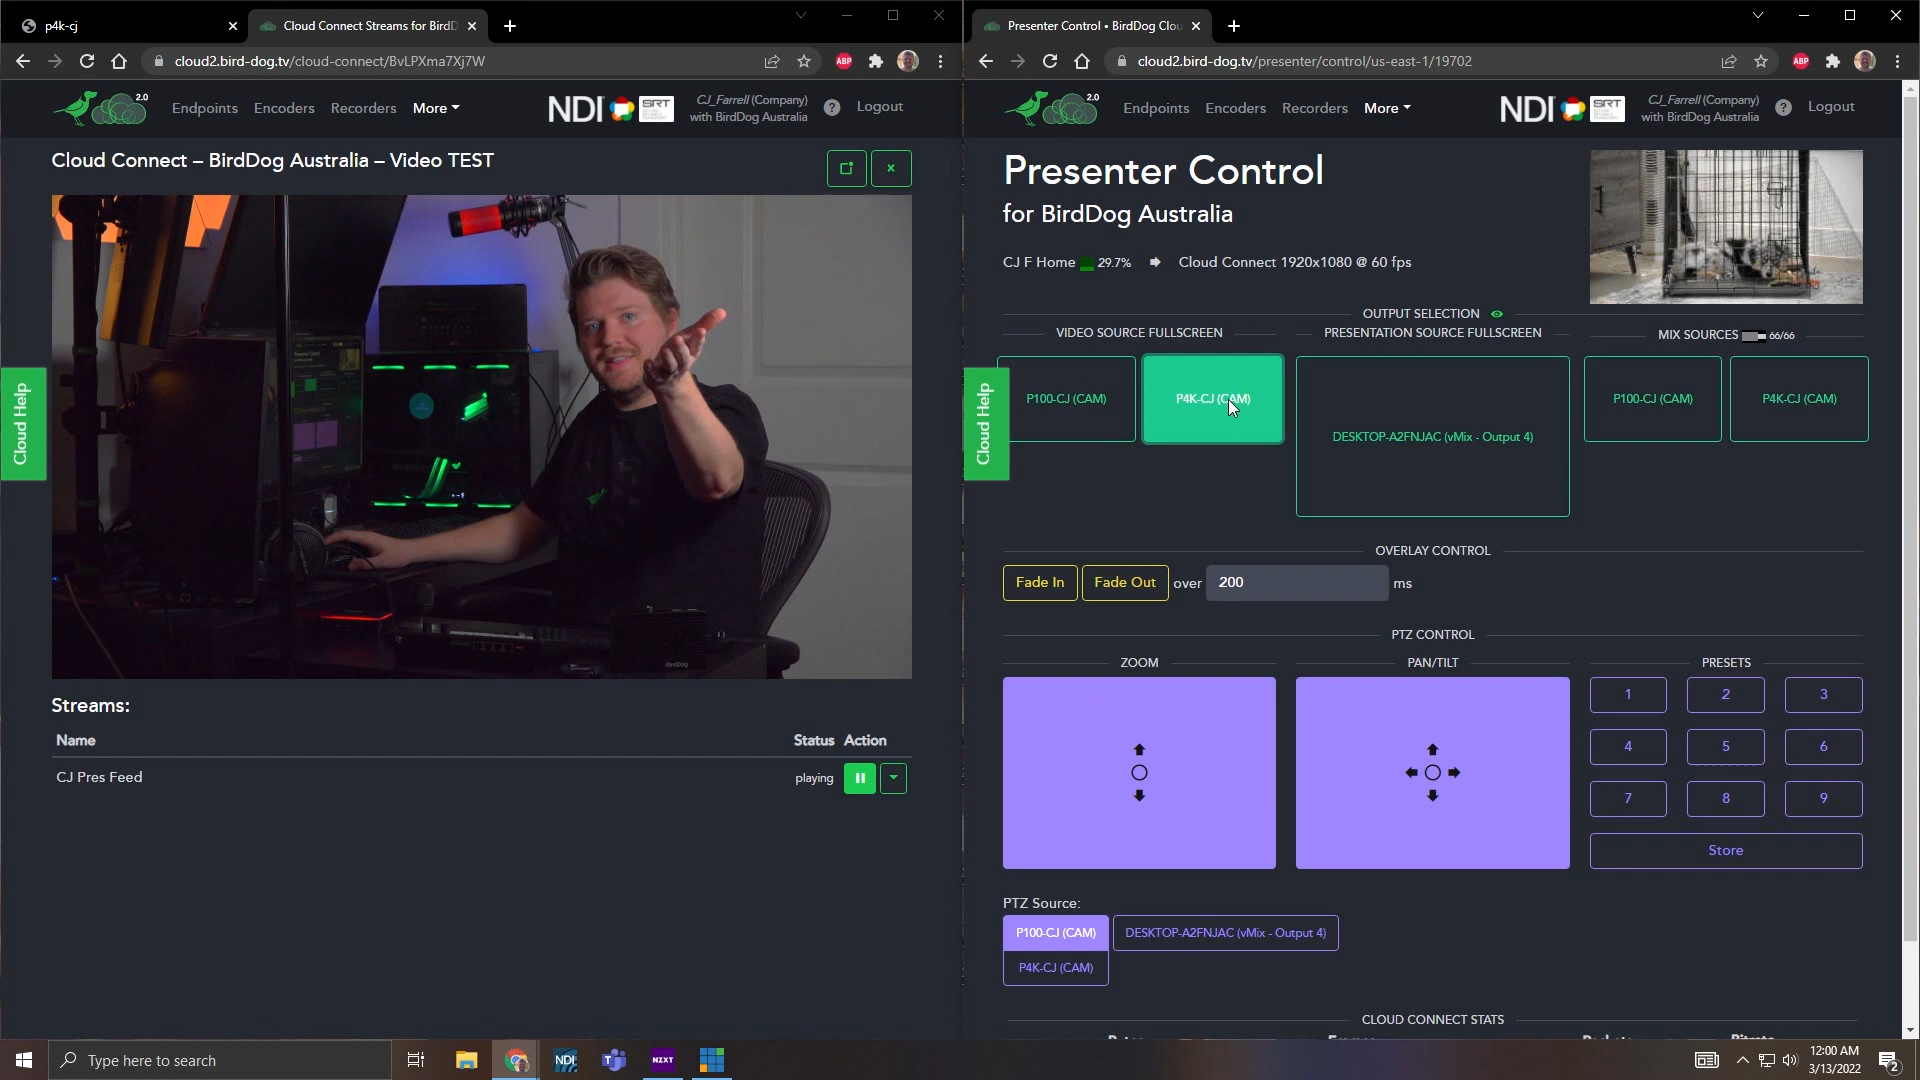 p4k-cj
Cloud Connect Streams for BirdD
cloud2.bird-dog.tv/cloud-connect/BvLPXma7Xj7W
ABP
2.0
Endpoints
Encoders
Recorders
More
NDI
SRT
CJ_Farrell (Company)
with BirdDog Australia
?
Logout
Cloud Connect – BirdDog Australia – Video TEST
BirdDog
Cloud Help
Streams:
Name
Status
Action
CJ Pres Feed
playing
Presenter Control • BirdDog Clou
cloud2.bird-dog.tv/presenter/control/us-east-1/19702
ABP
2.0
Endpoints
Encoders
Recorders
More
NDI
SRT
CJ_Farrell (Company)
with BirdDog Australia
?
Logout
Presenter Control
for BirdDog Australia
CJ F Home 29.7% Cloud Connect 1920x1080 @ 60 fps
OUTPUT SELECTION
VIDEO SOURCE FULLSCREEN
PRESENTATION SOURCE FULLSCREEN
MIX SOURCES 66/66
P100-CJ (CAM)
P4K-CJ (CAM)
DESKTOP-A2FNJAC (vMix - Output 4)
P100-CJ (CAM)
P4K-CJ (CAM)
Cloud Help
OVERLAY CONTROL
Fade In
Fade Out
over
200
ms
PTZ CONTROL
ZOOM
PAN/TILT
PRESETS
1
2
3
4
5
6
7
8
9
Store
PTZ Source:
P100-CJ (CAM)
DESKTOP-A2FNJAC (vMix - Output 4)
P4K-CJ (CAM)
CLOUD CONNECT STATS
Type here to search
NDI
T
NZXT
12:00 AM
3/13/2022
2